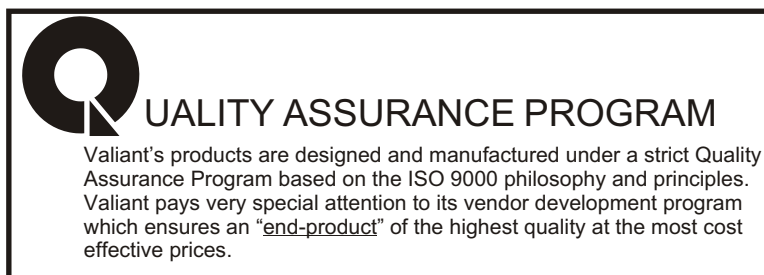 QUALITY ASSURANCE PROGRAM
Valiant's products are designed and manufactured under a strict Quality
Assurance Program based on the ISO 9000 philosophy and principles.
Valiant pays very special attention to its vendor development program
which ensures an “end-product” of the highest quality at the most cost
effective prices.